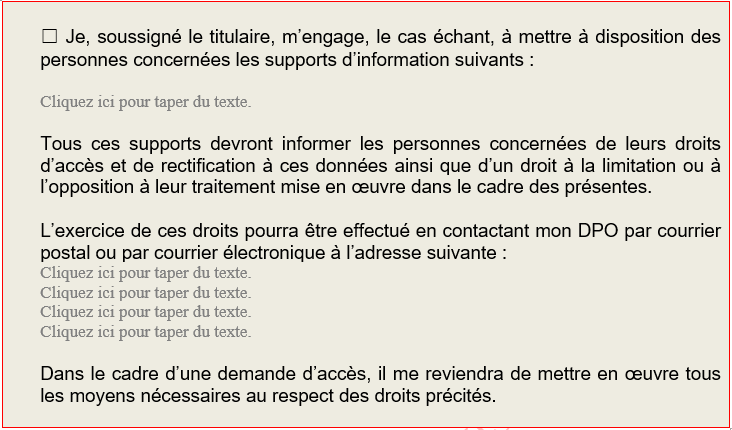 ☐ Je, soussigné le titulaire, m’engage, le cas échant, à mettre à disposition des
personnes concernées les supports d’information suivants :
Cliquez ici pour taper du texte.
Tous ces supports devront informer les personnes concernées de leurs droits
d’accès et de rectification à ces données ainsi que d’un droit à la limitation ou à
l’opposition à leur traitement mise en œuvre dans le cadre des présentes.
L’exercice de ces droits pourra être effectué en contactant mon DPO par courrier
postal ou par courrier électronique à l’adresse suivante :
Cliquez ici pour taper du texte.
Cliquez ici pour taper du texte.
Cliquez ici pour taper du texte.
Cliquez ici pour taper du texte.
Dans le cadre d’une demande d’accès, il me reviendra de mettre en œuvre tous
les moyens nécessaires au respect des droits précités.